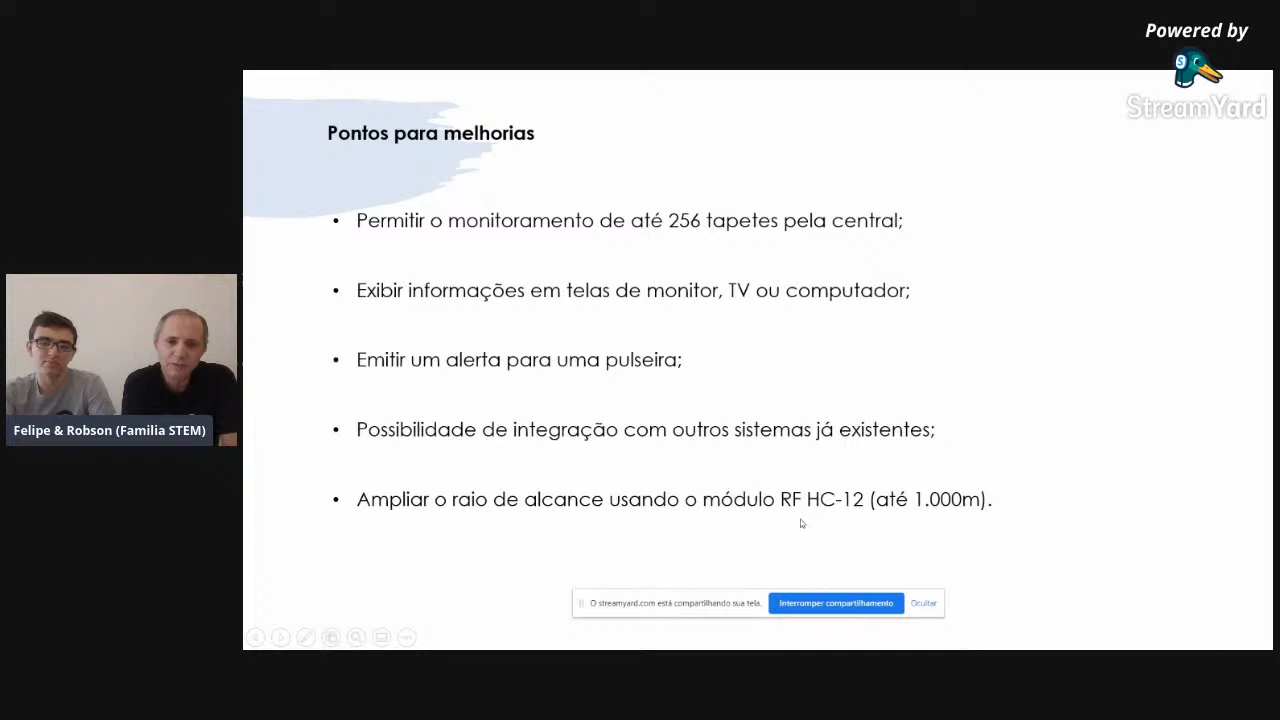 Powered by
StreamYard
Pontos para melhorias
• Permitir o monitoramento de até 256 tapetes pela central;
• Exibir informações em telas de monitor, TV ou computador;
• Emitir um alerta para uma pulseira;
• Possibilidade de integração com outros sistemas já existentes;
• Ampliar o raio de alcance usando o módulo RF HC-12 (até 1.000m).
Felipe & Robson (Familia STEM)
O streamyard.com está compartilhando sua tela. Interromper compartilhamento Ocultar